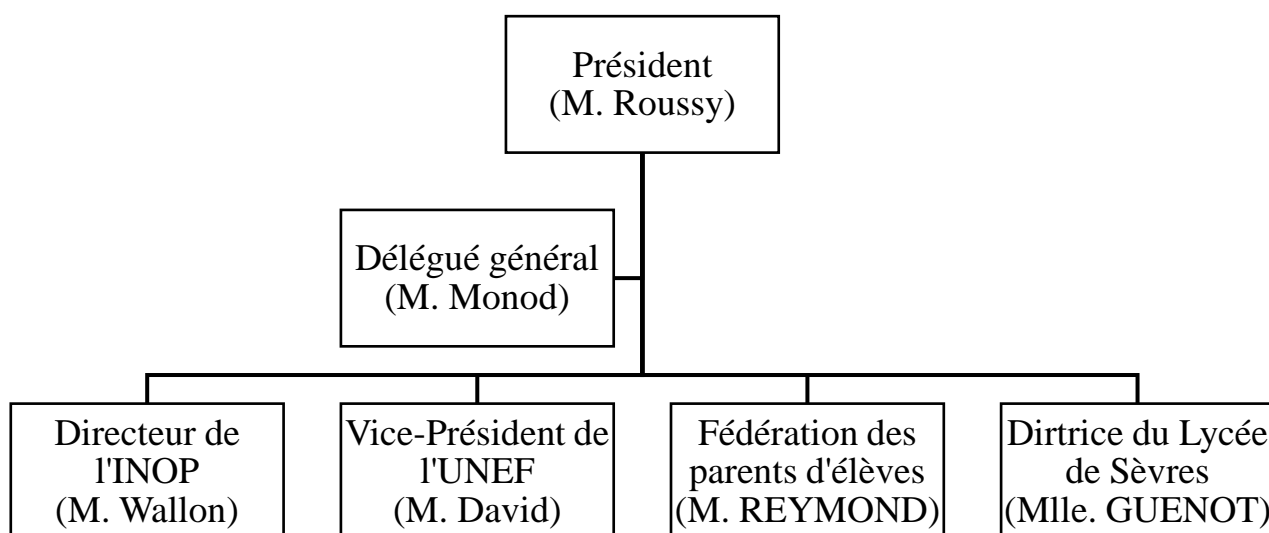 Président
(M. Roussy)
Délégué général
(M. Monod)
Directeur de
l'INOP
(M. Wallon)
Vice-Président de
l'UNEF
(M. David)
Fédération des
parents d'élèves
(M. REYMOND)
Dirtrice du Lycée
de Sèvres
(Mlle. GUENOT)